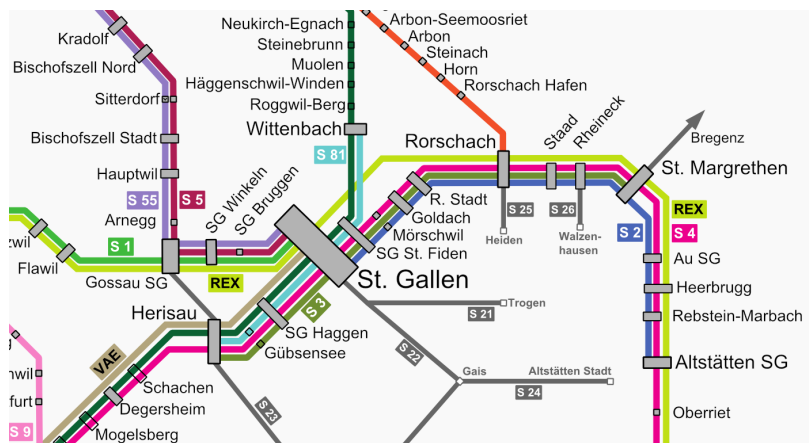 Neukirch-Egnach
Arbon-Seemoosriet
Kradolf
Arbon
Steinebrunn
Steinach
Bischofszell Nord
Muolen
Horn
Häggenschwil-Winden
Rorschach Hafen
Sitterdorf
Roggwil-Berg
Wittenbach
Bischofszell Stadt
Rorschach
Staad
Rheineck
Bregenz
S 81
Hauptwil
St. Margrethen
S 55
S 5
SG Winkeln
SG Bruggen
R. Stadt
S 25
S 26
REX
Arnegg
Goldach
S 2
S 4
Mörschwil
Heiden
Walzen-
hausen
zwil
S 1
SG St. Fiden
Au SG
Flawil
Gossau SG
REX
St. Gallen
Heerbrugg
Trogen
S 21
Herisau
S 3
Rebstein-Marbach
SG Haggen
Gübsensee
S 22
VAE
Gais
Altstätten Stadt
Altstätten SG
S 24
Schachen
nwil
Degersheim
furt
S 23
Oberriet
S 9
Mogelsberg